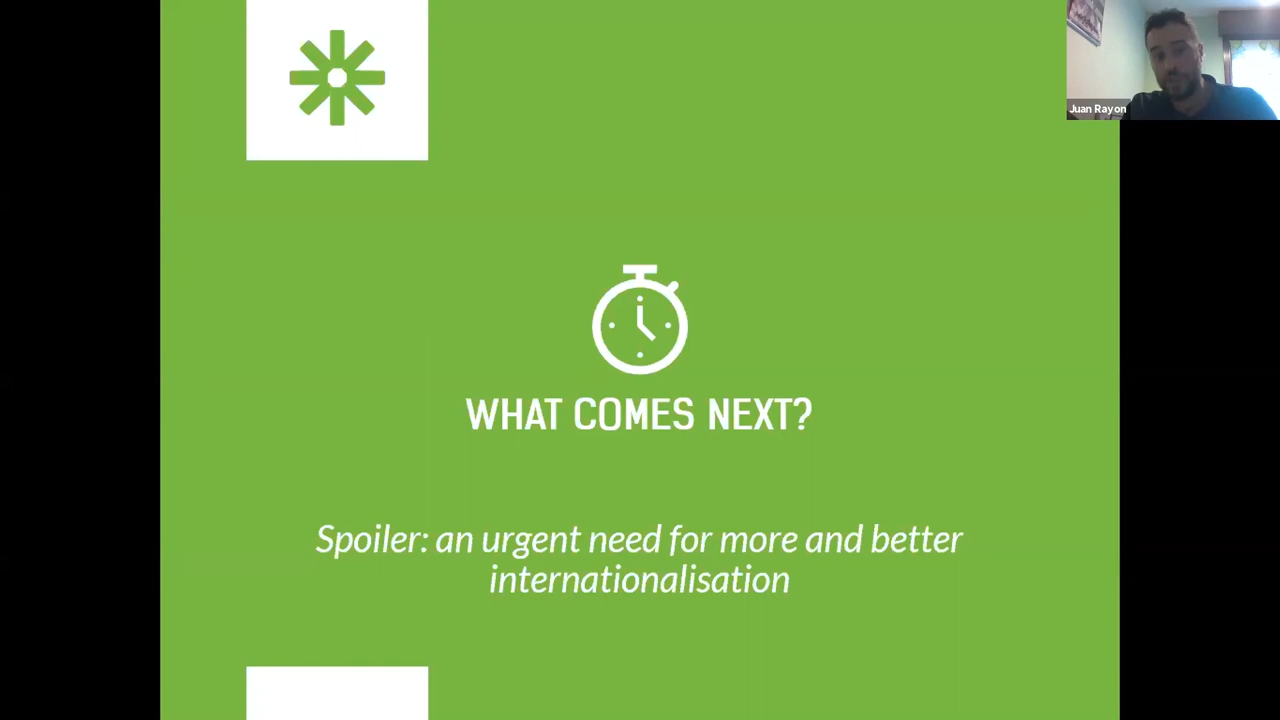 Juan Rayon
WHAT COMES NEXT?
Spoiler: an urgent need for more and better
internationalisation